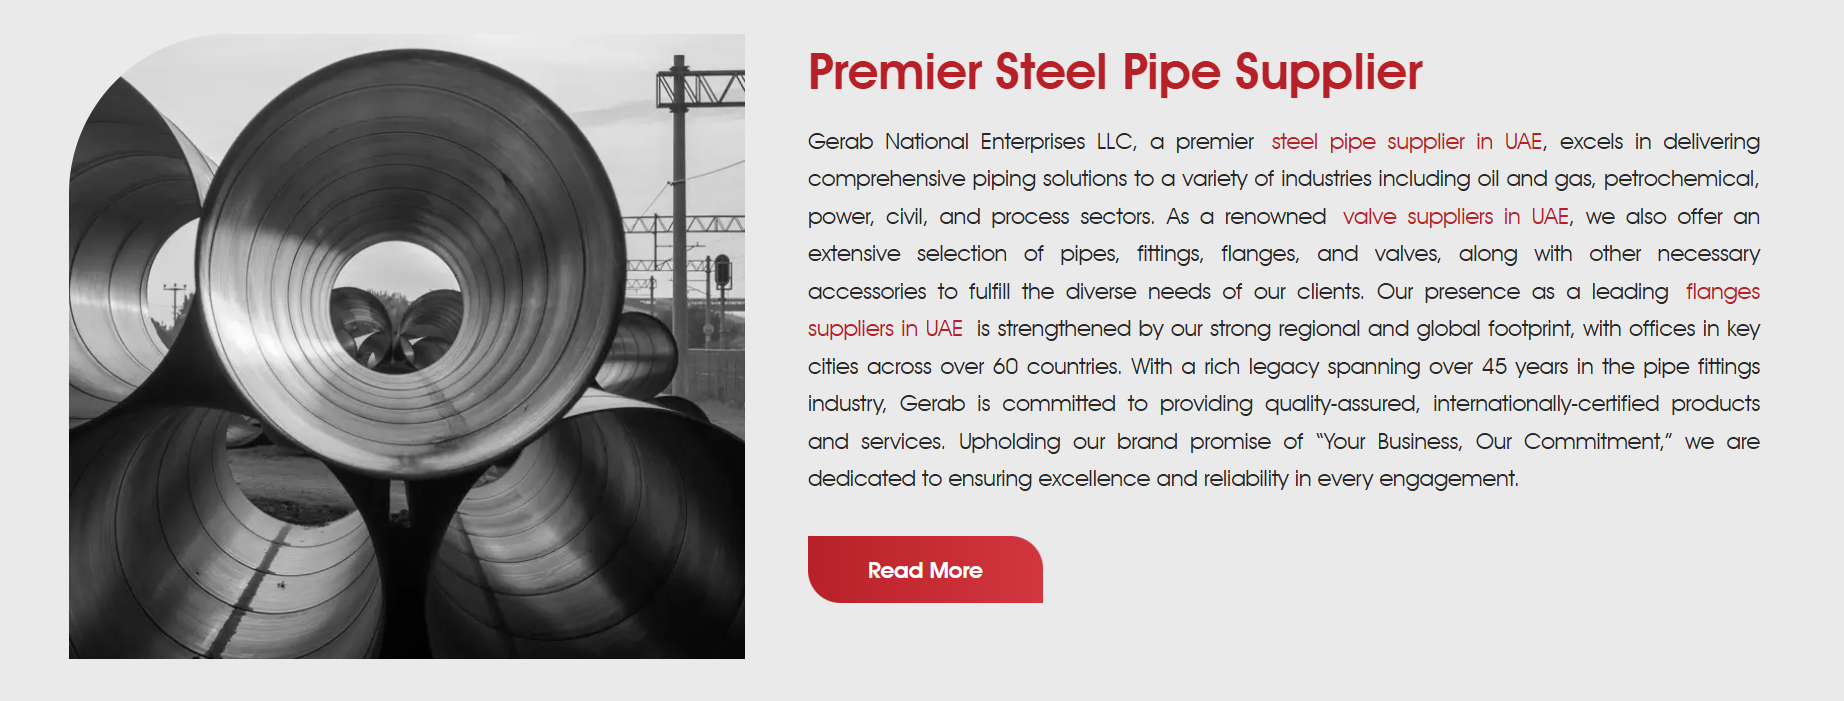 Premier Steel Pipe Supplier
Gerab National Enterprises LLC, a premier steel pipe supplier in UAE, excels in delivering
comprehensive piping solutions to a variety of industries including oil and gas, petrochemical,
power, civil, and process sectors. As a renowned valve suppliers in UAE, we also offer an
extensive selection of pipes, fittings, flanges, and valves, along with other necessary
accessories to fulfill the diverse needs of our clients. Our presence as a leading flanges
suppliers in UAE is strengthened by our strong regional and global footprint, with offices in key
cities across over 60 countries. With a rich legacy spanning over 45 years in the pipe fittings
industry, Gerab is committed to providing quality-assured, internationally-certified products
and services. Upholding our brand promise of “Your Business, Our Commitment,” we are
dedicated to ensuring excellence and reliability in every engagement.
Read More